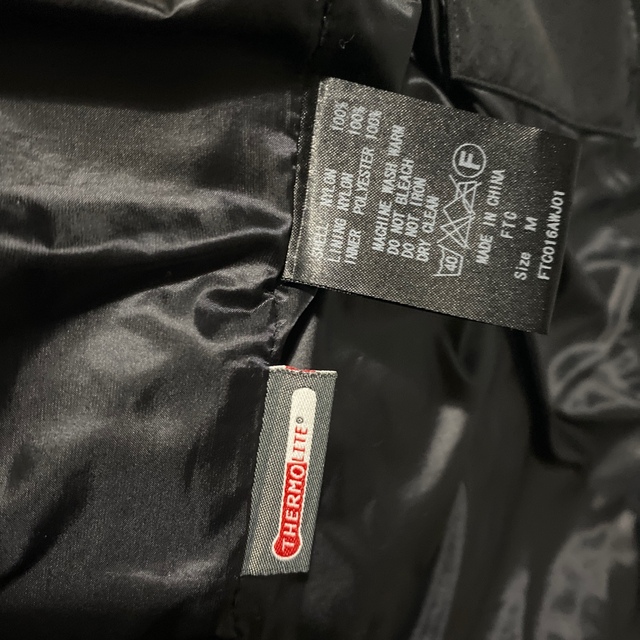 SHELL NYLON 100%
LINING NYLON 100%
INNER POLYESTER 100%
MACHINE WASH WARM
DO NOT BLEACH
DO NOT IRON
DRY CLEAN
40 F
MADE IN CHINA
FTC
Size M
FTC016AWJ01
THERMOLITE®